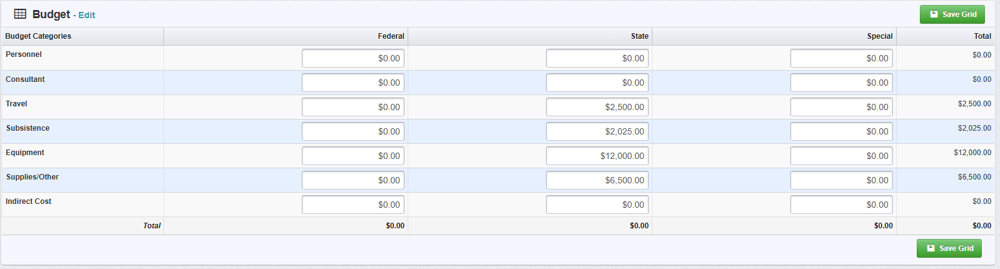 Budget - Edit Save Grid
Budget Categories Federal State Special Total
Personnel $0.00 $0.00 $0.00 $0.00
Consultant $0.00 $0.00 $0.00 $0.00
Travel $0.00 $2,500.00 $0.00 $2,500.00
Subsistence $0.00 $2,025.00 $0.00 $2,025.00
Equipment $0.00 $12,000.00 $0.00 $12,000.00
Supplies/Other $0.00 $6,500.00 $0.00 $6,500.00
Indirect Cost $0.00 $0.00 $0.00 $0.00
Total $0.00 $0.00 $0.00 $0.00
Save Grid